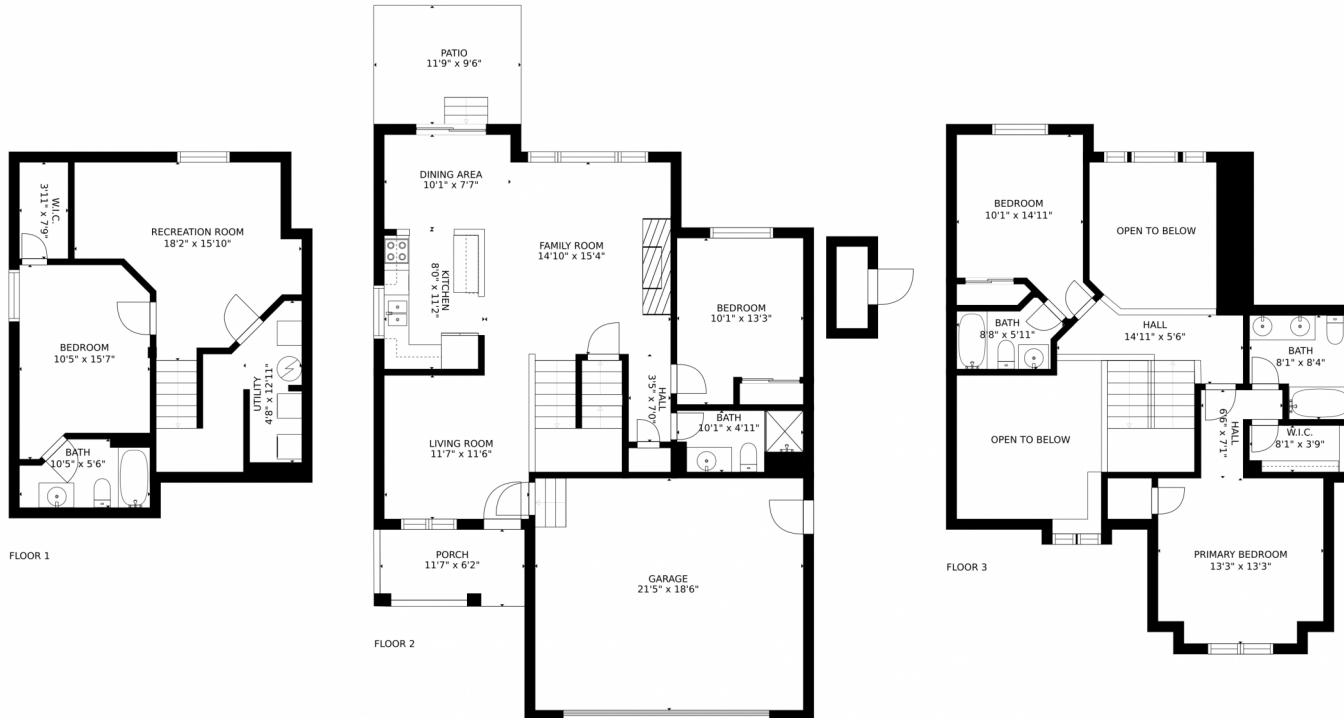 W.I.C.
3'11" x 7'9"
RECREATION ROOM
18'2" x 15'10"
BEDROOM
10'5" x 15'7"
UTILITY
4'8" x 12'11"
BATH
10'5" x 5'6"
FLOOR 1
PATIO
11'9" x 9'6"
DINING AREA
10'1" x 7'7"
FAMILY ROOM
14'10" x 15'4"
KITCHEN
8'0" x 11'2"
BEDROOM
10'1" x 13'3"
HALL
3'5" x 7'0"
LIVING ROOM
11'7" x 11'6"
BATH
10'1" x 4'11"
PORCH
11'7" x 6'2"
GARAGE
21'5" x 18'6"
FLOOR 2
BEDROOM
10'1" x 14'11"
OPEN TO BELOW
BATH
8'8" x 5'11"
HALL
14'11" x 5'6"
BATH
8'1" x 8'4"
OPEN TO BELOW
HALL
6'6" x 7'1"
W.I.C.
8'1" x 3'9"
PRIMARY BEDROOM
13'3" x 13'3"
FLOOR 3